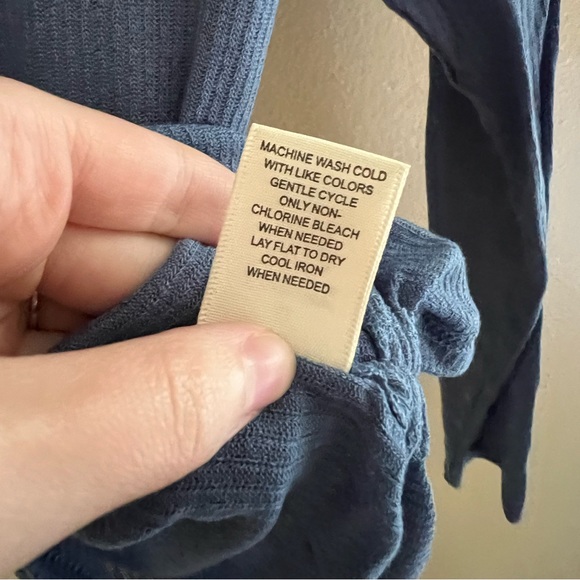 MACHINE WASH COLD
WITH LIKE COLORS
GENTLE CYCLE
ONLY NON-
CHLORINE BLEACH
WHEN NEEDED
LAY FLAT TO DRY
COOL IRON
WHEN NEEDED